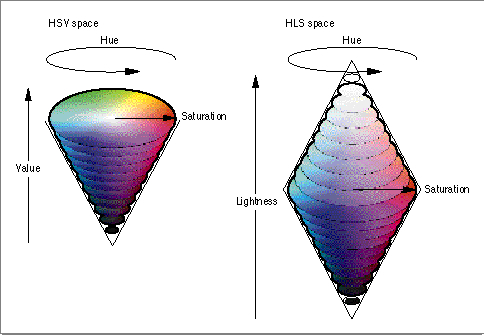 HSV space
Hue
Saturation
Value
HLS space
Hue
Saturation
Lightness